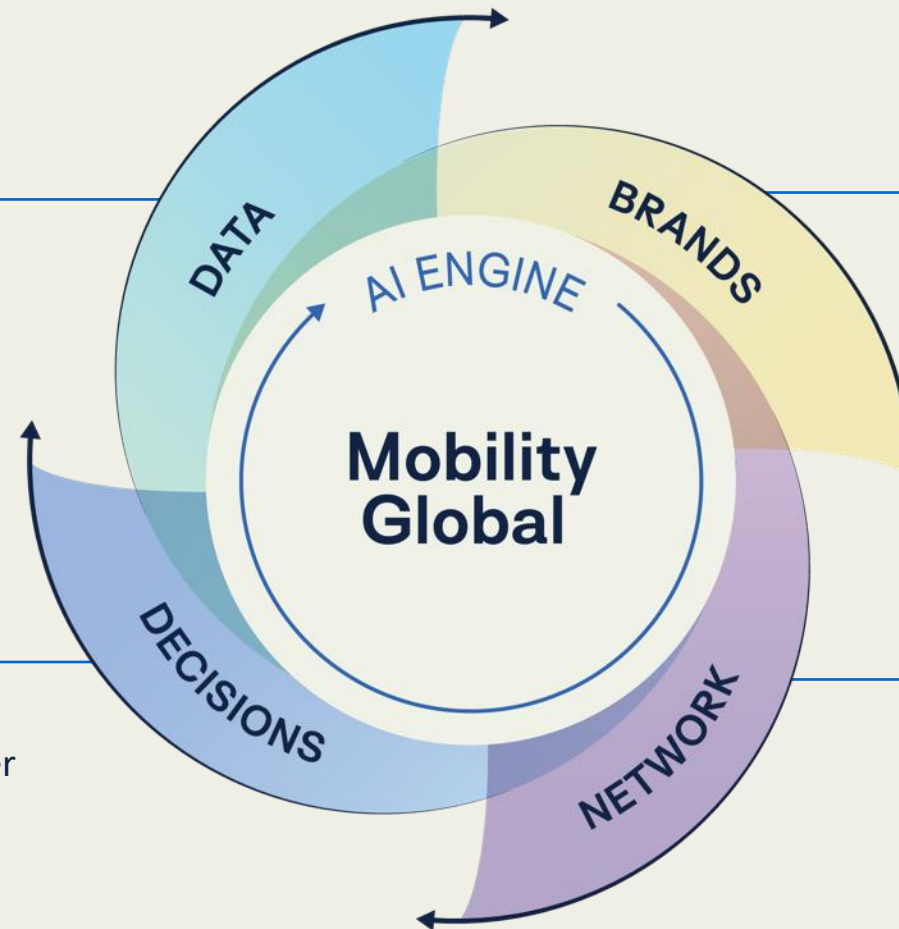 DATA
BRANDS
AI ENGINE
Mobility
Global
DECISIONS
NETWORK